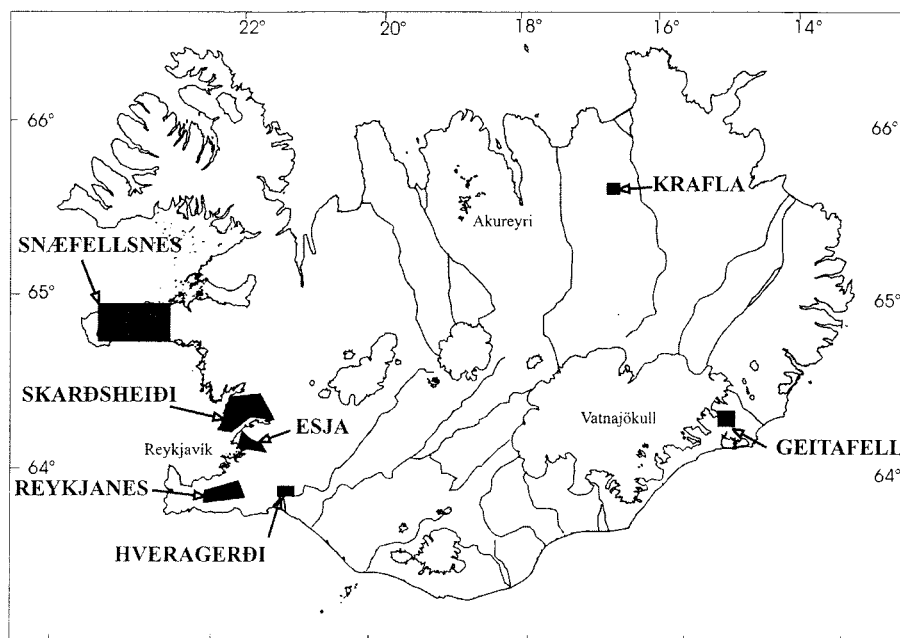 22° 20° 18° 16° 14°
66° 66°
KRAFLA
Akureyri
SNÆFELLSNES
65° 65°
SKARÐSHEIÐI
ESJA
Vatnajökull
Reykjavík
GEITAFELL
64° 64°
REYKJANES
HVERAGERÐI